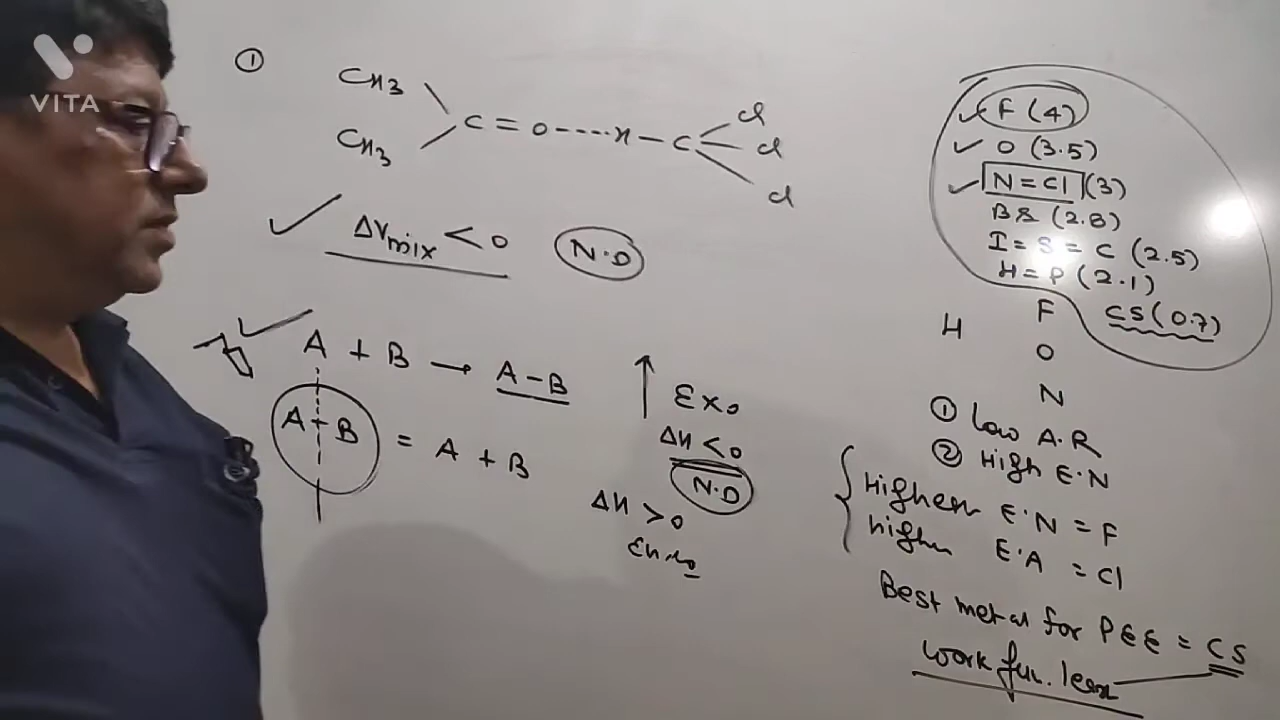 VITA
①
CH3
CH3
C = O ---- H - C
Cl
Cl
Cl
ΔVmix < 0
N.D
A + B → A - B
A + B = A + B
Exo
ΔH < 0
N.D
ΔH > 0
Endo
F (4)
O (3.5)
N = Cl (3)
BR (2.8)
I = S = C (2.5)
H = P (2.1)
CS (0.7)
H
F
O
N
① Low A.R
② High E.N
Highest E.N = F
Higher E.A = Cl
Best metal for PEE = CS
work fun. least